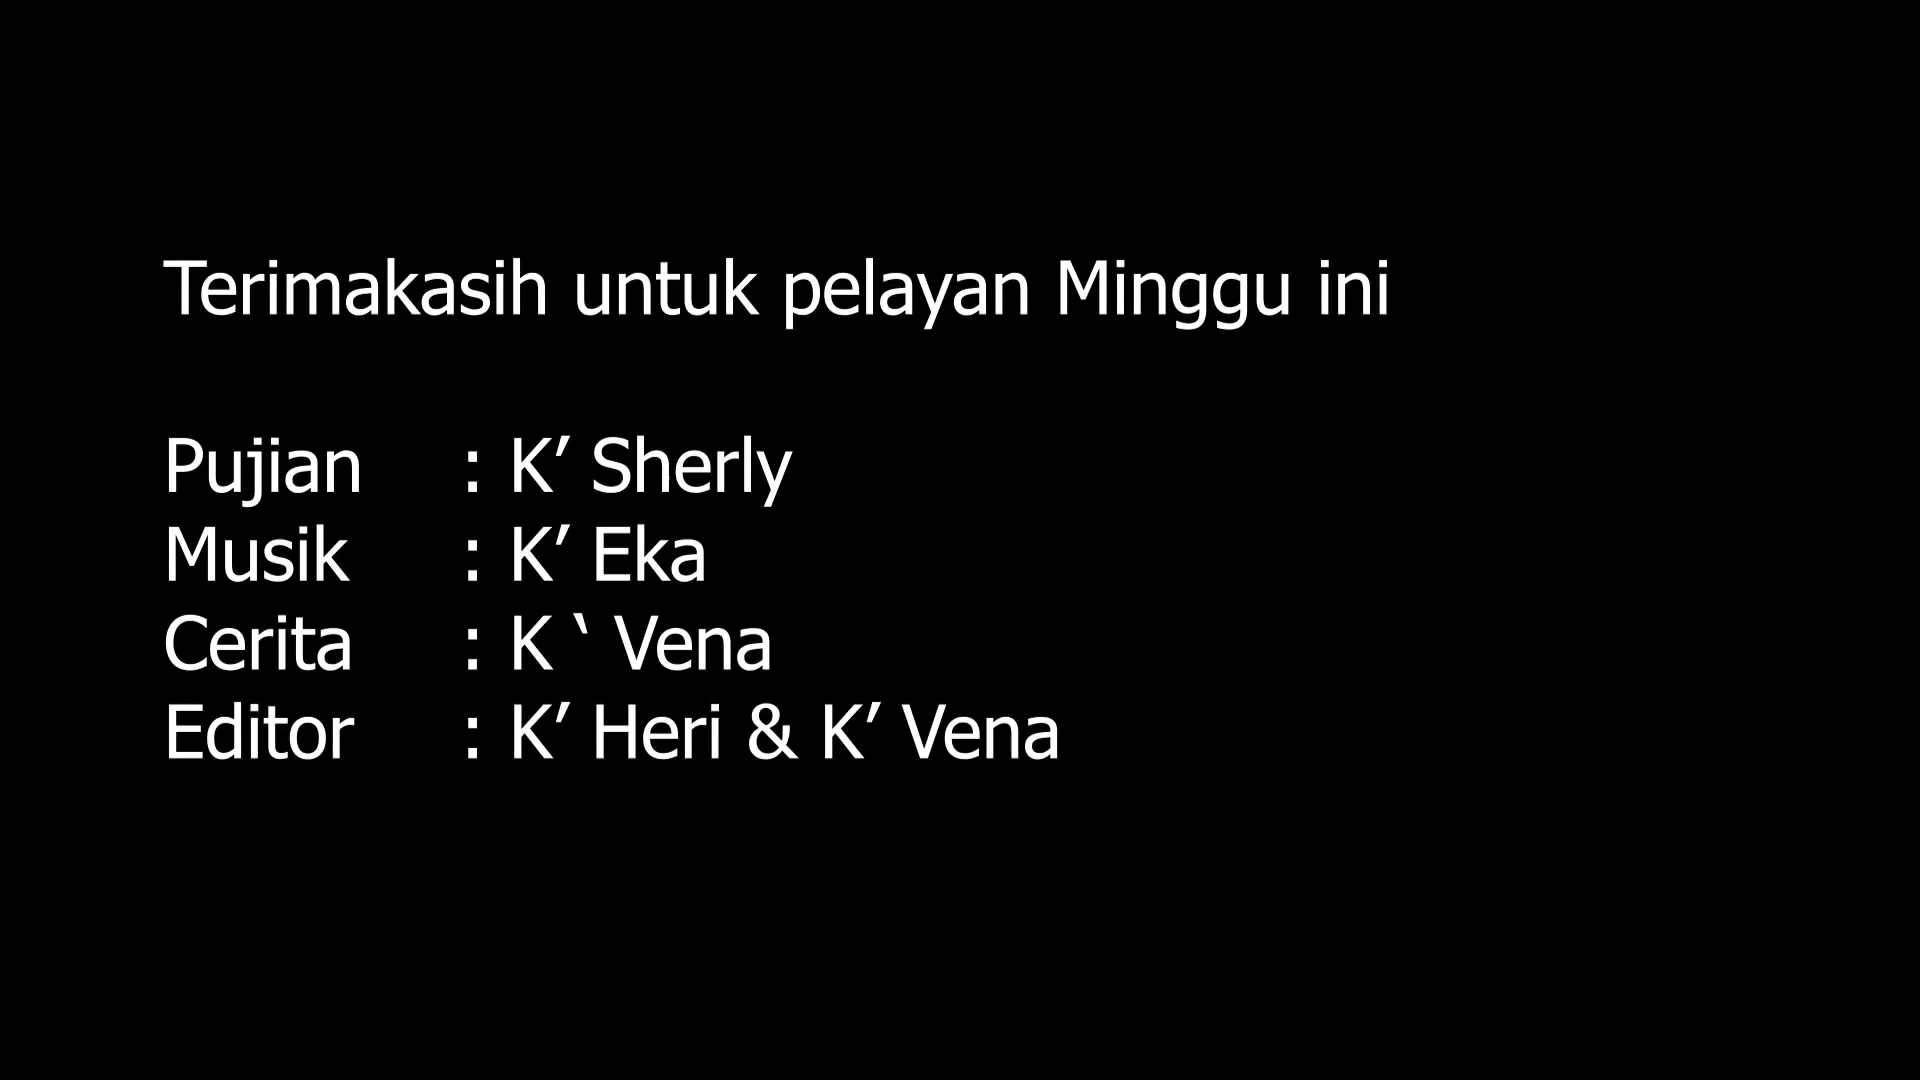 Terimakasih untuk pelayan Minggu ini
Pujian : K’ Sherly
Musik : K’ Eka
Cerita : K ‘ Vena
Editor : K’ Heri & K’ Vena